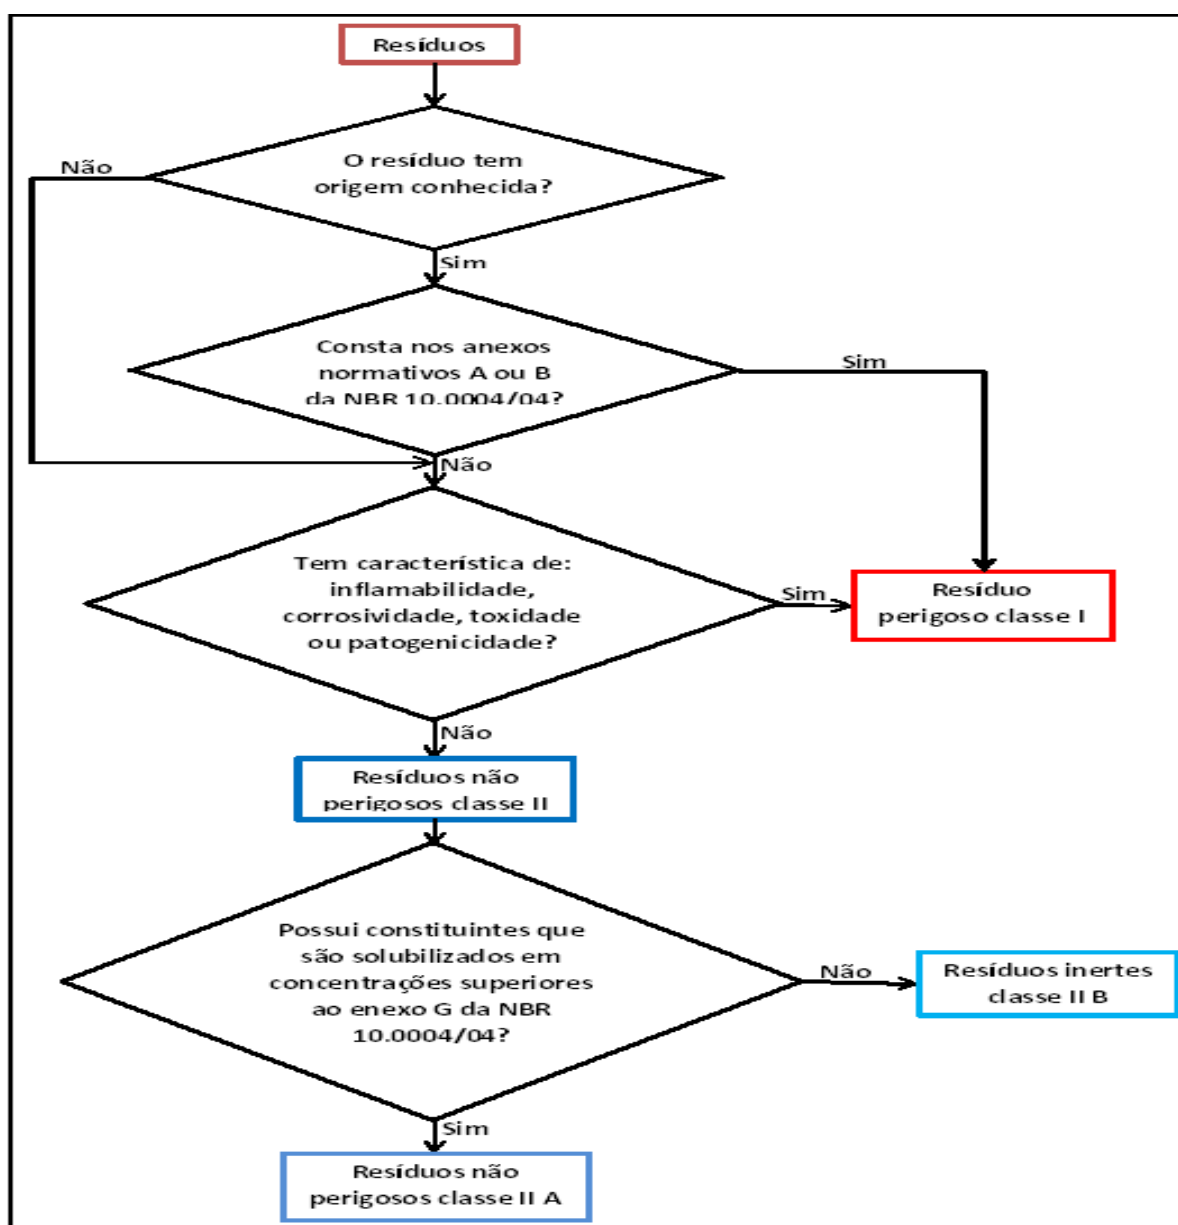 Resíduos
O resíduo tem
origem conhecida?
Não
Sim
Consta nos anexos
normativos A ou B
da NBR 10.0004/04?
Sim
Não
Tem característica de:
inflamabilidade,
corrosividade, toxidade
ou patogenicidade?
Sim
Resíduo
perigoso classe I
Não
Resíduos não
perigosos classe II
Possui constituintes que
são solubilizados em
concentrações superiores
ao enexo G da NBR
10.0004/04?
Não
Resíduos inertes
classe II B
Sim
Resíduos não
perigosos classe II A